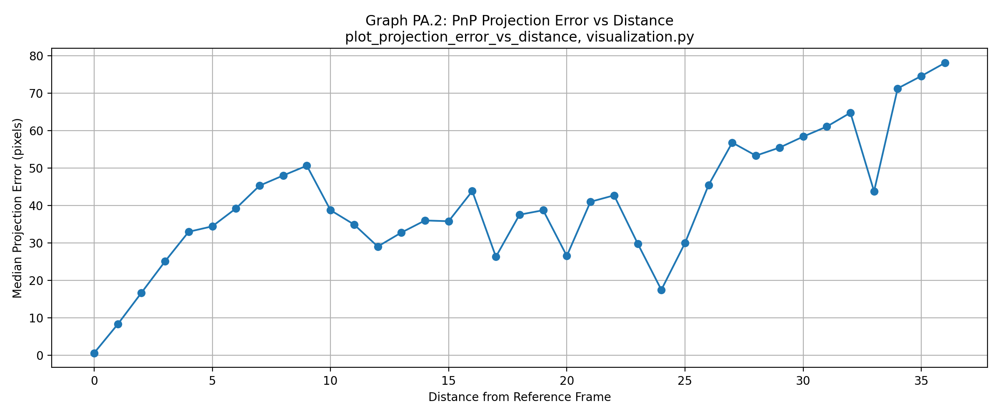 Graph PA.2: PnP Projection Error vs Distance
plot_projection_error_vs_distance, visualization.py
Median Projection Error (pixels)
80
70
60
50
40
30
20
10
0
0 5 10 15 20 25 30 35
Distance from Reference Frame